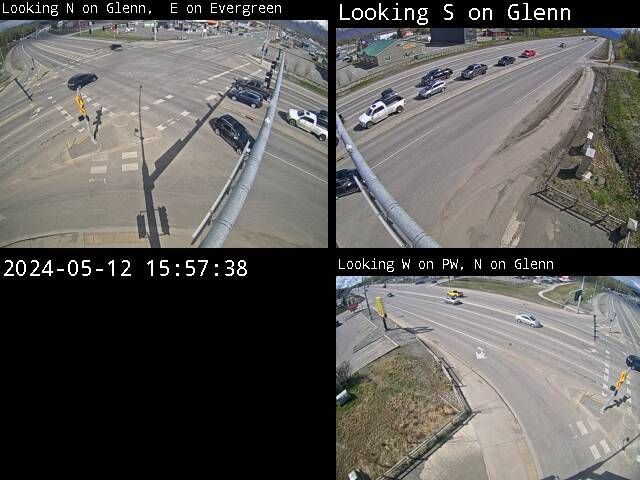 Looking N on Glenn,  E on Evergreen
Looking S on Glenn
2024-05-12 15:57:38
Looking W on PW, N on Glenn